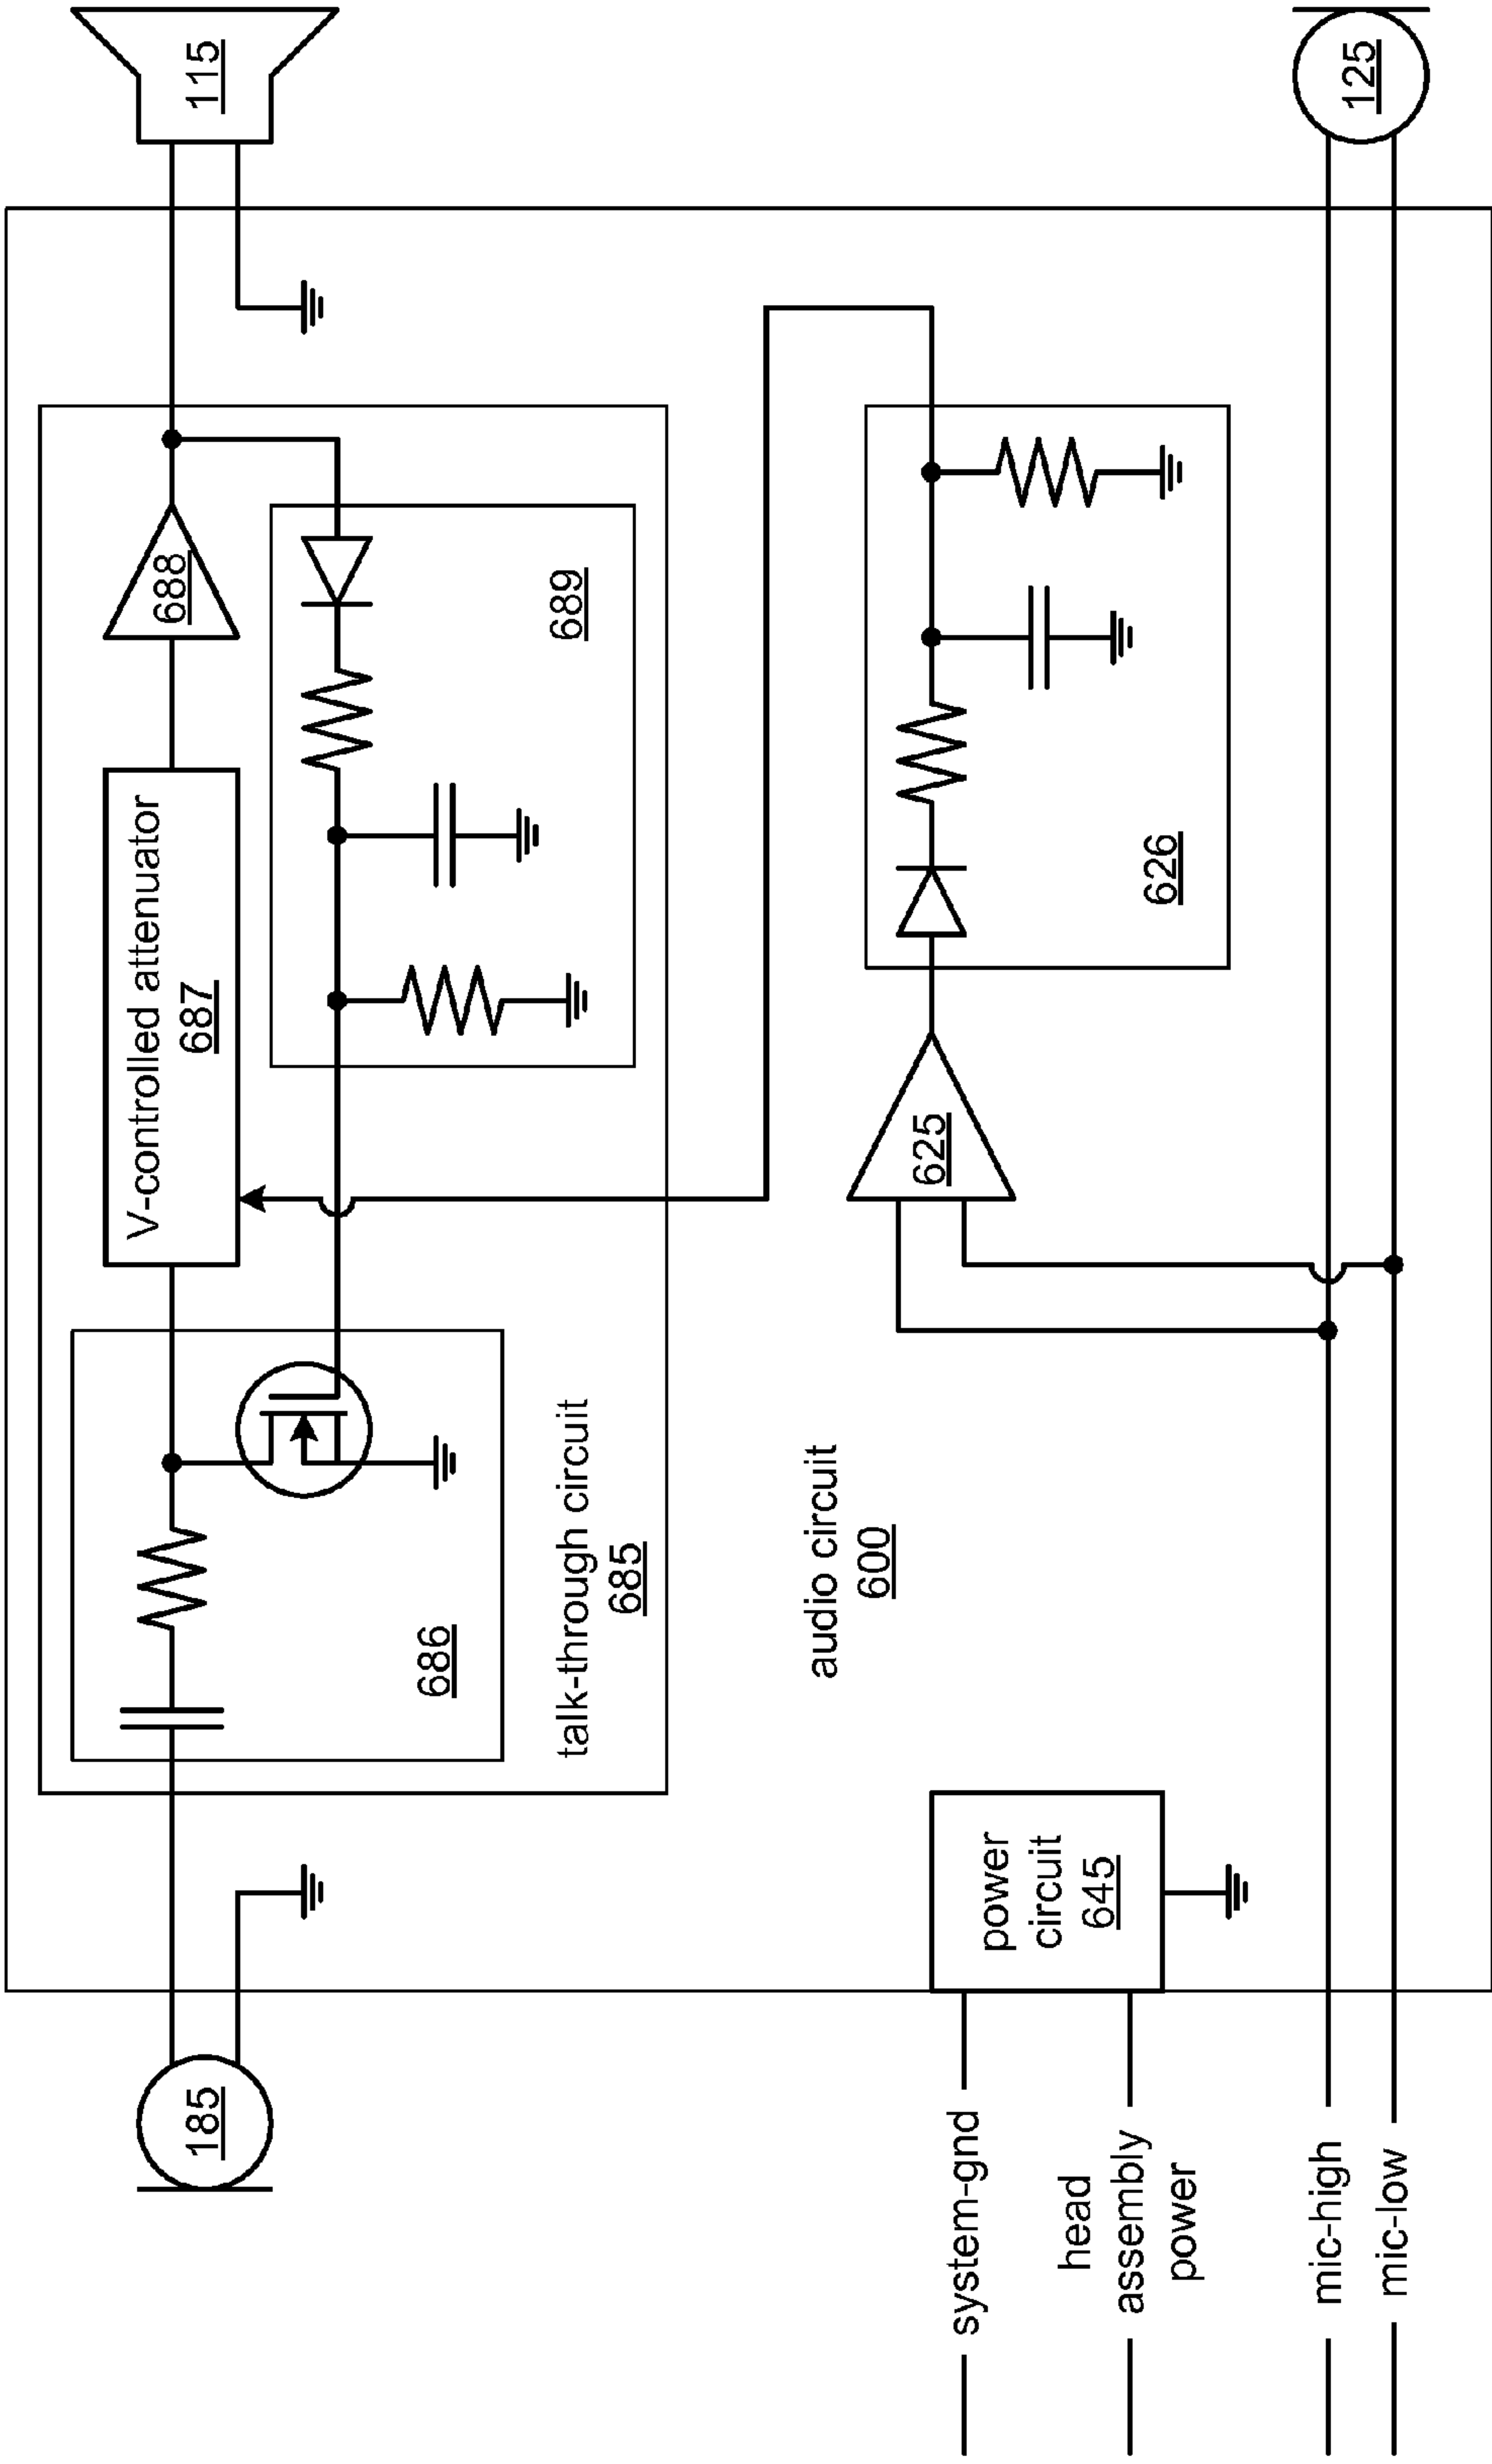 185
115
686
V-controlled attenuator
687
688
689
talk-through circuit
685
audio circuit
600
625
626
power
circuit
645
system-gnd
head
assembly
power
mic-high
mic-low
125